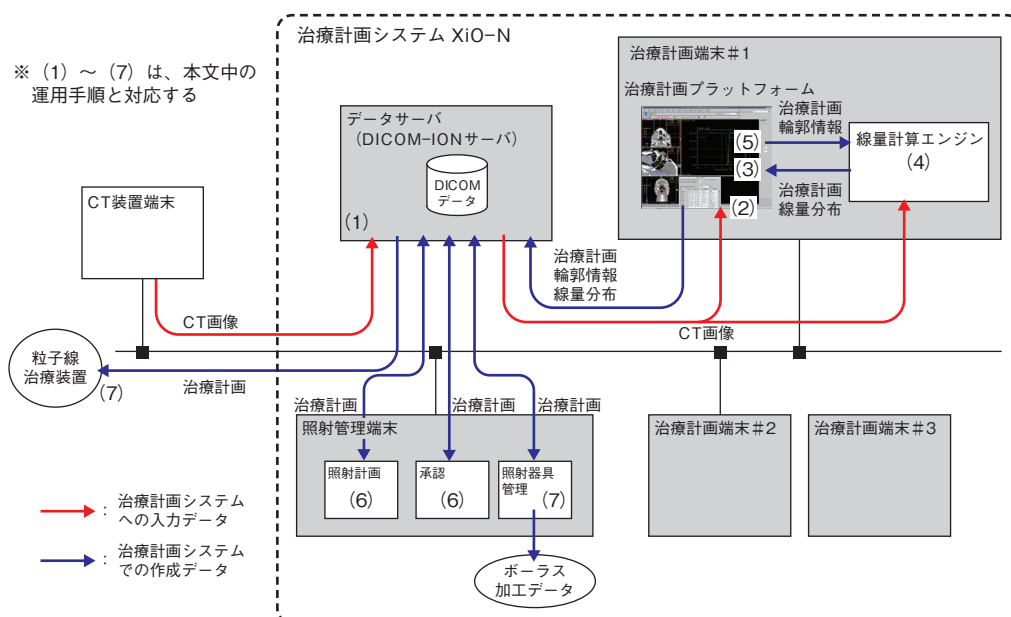 治療計画システム XiO-N
※（1）～（7）は、本文中の
運用手順と対応する
データサーバ
（DICOM-IONサーバ）
DICOM
データ
(1)
CT装置端末
CT画像
粒子線
治療装置
(7)
治療計画
治療計画端末＃1
治療計画プラットフォーム
(5)
(3)
(2)
治療計画
輪郭情報
線量計算エンジン
(4)
治療計画
線量分布
治療計画
輪郭情報
線量分布
CT画像
治療計画
治療計画
治療計画
照射管理端末
照射計画
(6)
承認
(6)
照射器具
管理
(7)
ボーラス
加工データ
治療計画端末＃2
治療計画端末＃3
： 治療計画システム
への入力データ
： 治療計画システム
での作成データ